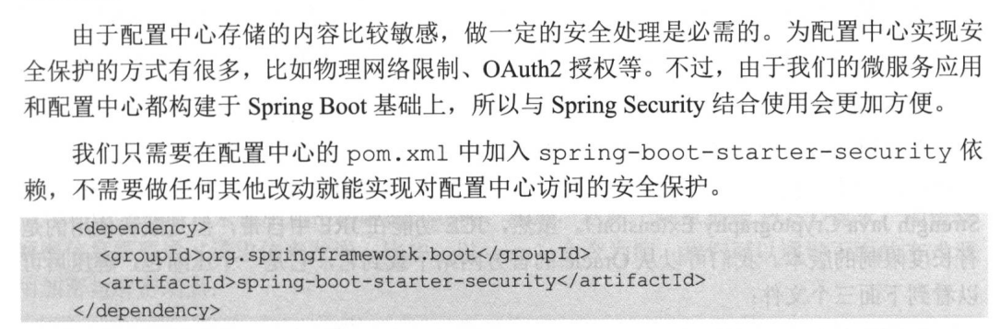 由于配置中心存储的内容比较敏感，做一定的安全处理是必需的。为配置中心实现安
全保护的方式有很多，比如物理网络限制、OAuth2 授权等。不过，由于我们的微服务应用
和配置中心都构建于 Spring Boot 基础上，所以与 Spring Security 结合使用会更加方便。
我们只需要在配置中心的 pom.xml 中加入 spring-boot-starter-security 依
赖，不需要做任何其他改动就能实现对配置中心访问的安全保护。
<dependency>
<groupId>org.springframework.boot</groupId>
<artifactId>spring-boot-starter-security</artifactId>
</dependency>